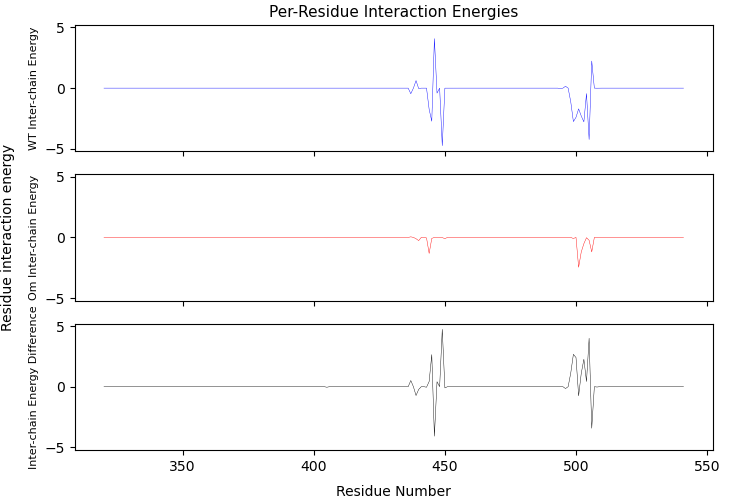 Per-Residue Interaction Energies
Residue interaction energy
WT Inter-chain Energy
5
0
−5
Om Inter-chain Energy
5
0
−5
Inter-chain Energy Difference
5
0
−5
350 400 450 500 550
Residue Number